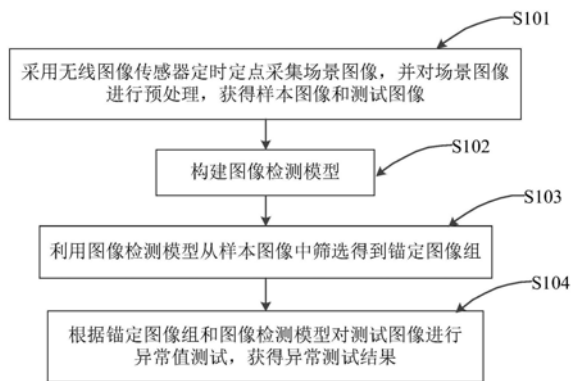 S101
采用无线图像传感器定时定点采集场景图像，并对场景图像
进行预处理，获得样本图像和测试图像
S102
构建图像检测模型
S103
利用图像检测模型从样本图像中筛选得到锚定图像组
S104
根据锚定图像组和图像检测模型对测试图像进行
异常值测试，获得异常测试结果